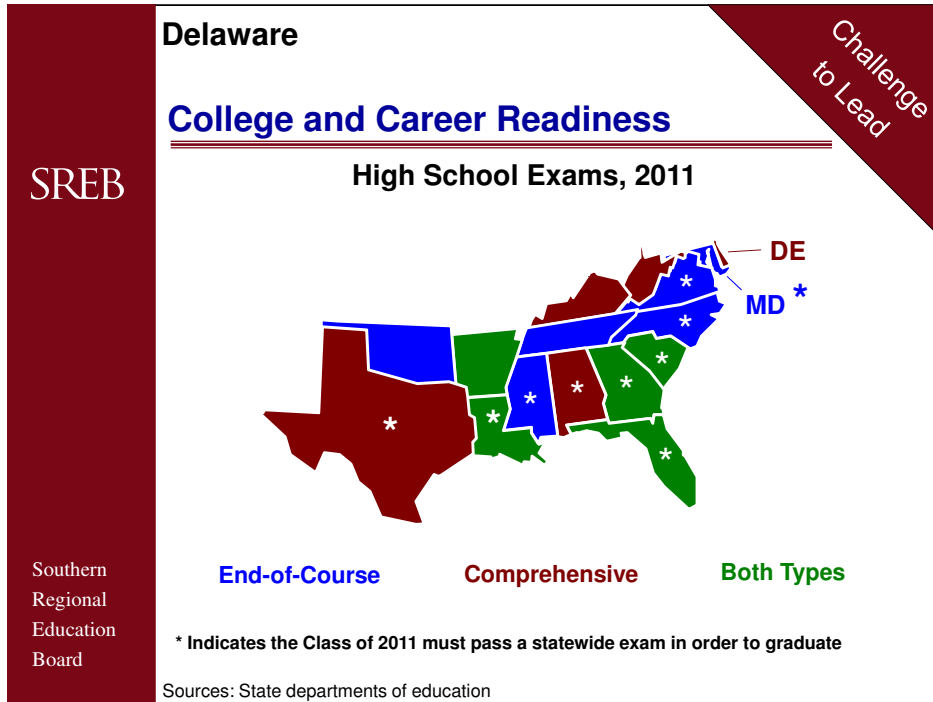 Delaware
Challenge
to Lead
College and Career Readiness
SREB
High School Exams, 2011
DE
MD *
*
*
*
*
*
*
*
*
*
End-of-Course
Comprehensive
Both Types
Southern
Regional
Education
Board
* Indicates the Class of 2011 must pass a statewide exam in order to graduate
Sources: State departments of education